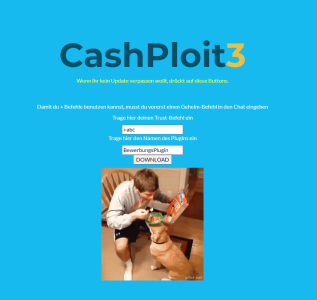 CashPloit3
Wenn ihr kein Update verpassen wollt, drückt auf diese Buttons.
Damit du + Befehle benutzen kannst, musst du vorerst einen Geheim-Befehl in den Chat eingeben
Trage hier deinen Trust-Befehl ein
+abc
Trage hier den Namen des Plugins ein
BewerbungsPlugin
DOWNLOAD